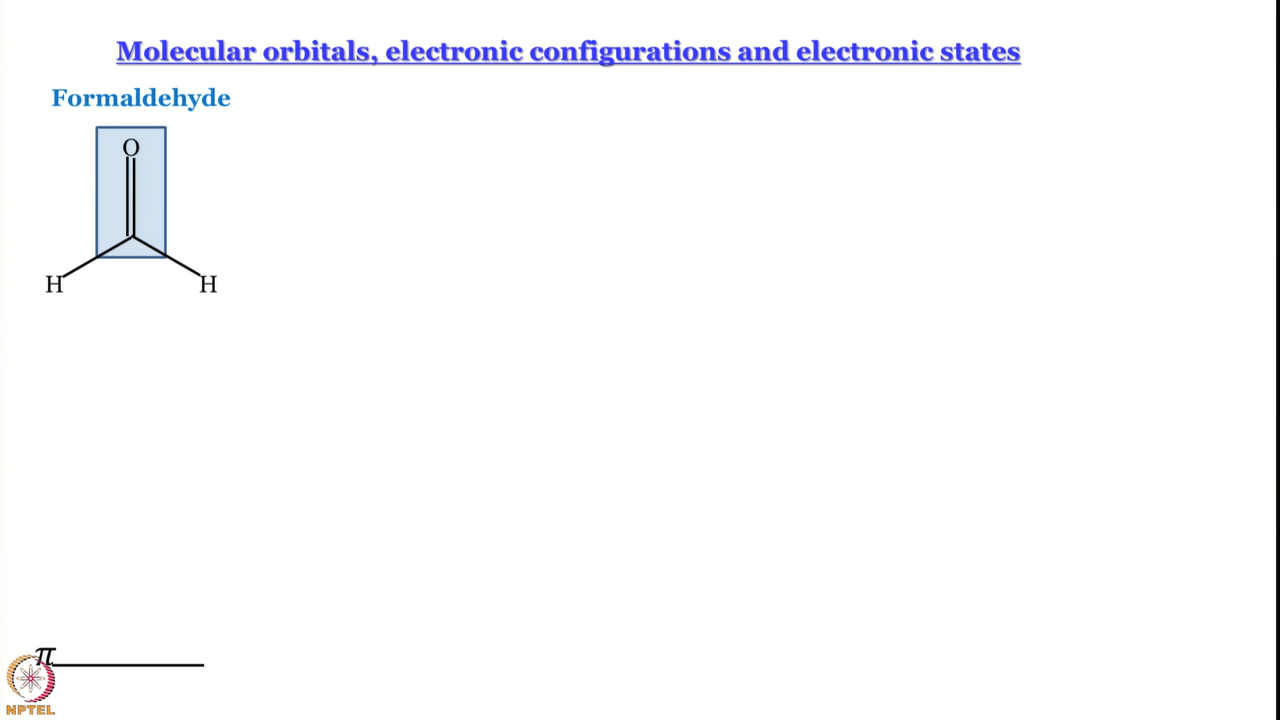 Molecular orbitals, electronic configurations and electronic states
Formaldehyde
O
H H
π
NPTEL